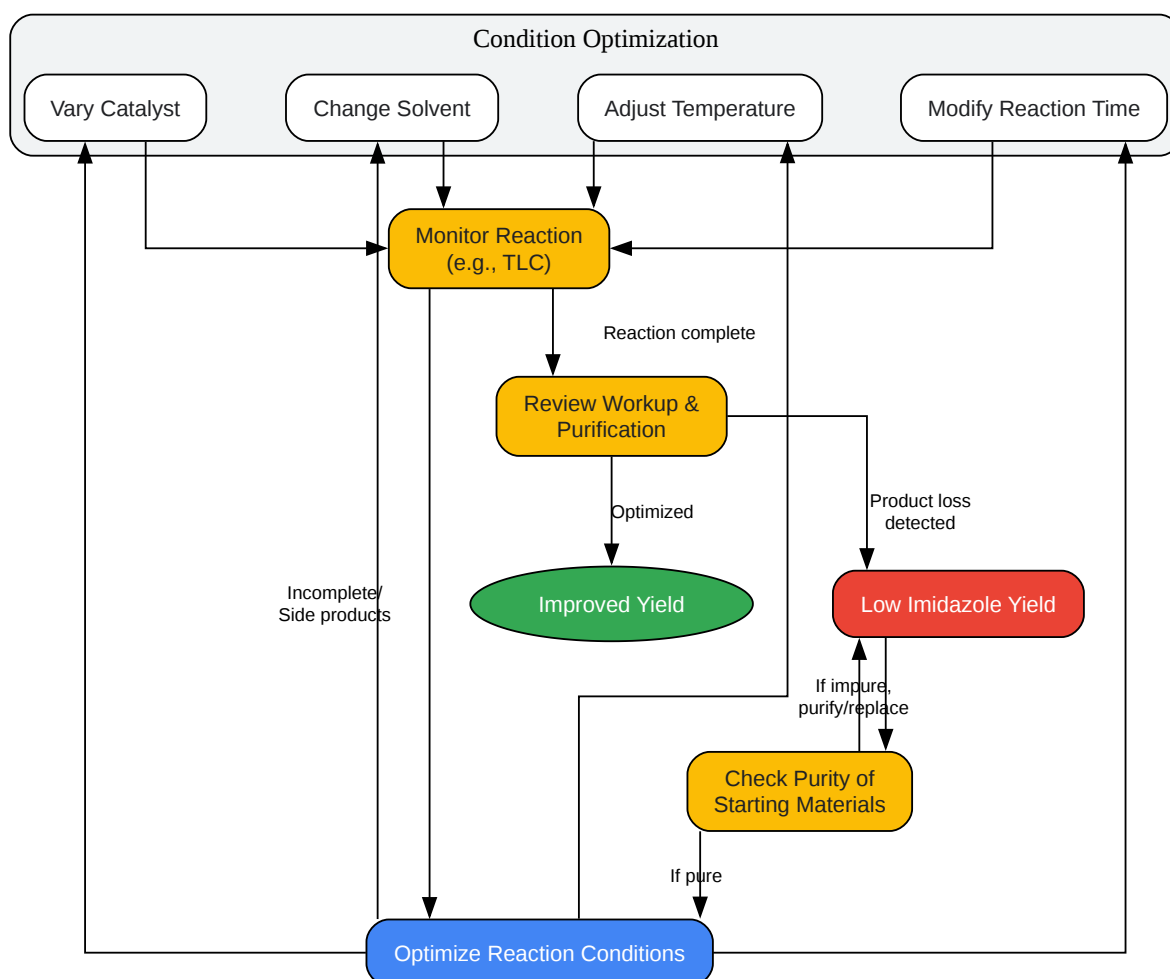 Condition Optimization
Vary Catalyst
Change Solvent
Adjust Temperature
Modify Reaction Time
Monitor Reaction
(e.g., TLC)
Reaction complete
Review Workup &
Purification
Optimized
Product loss
detected
Incomplete/
Side products
Improved Yield
Low Imidazole Yield
If impure,
purify/replace
Check Purity of
Starting Materials
If pure
Optimize Reaction Conditions